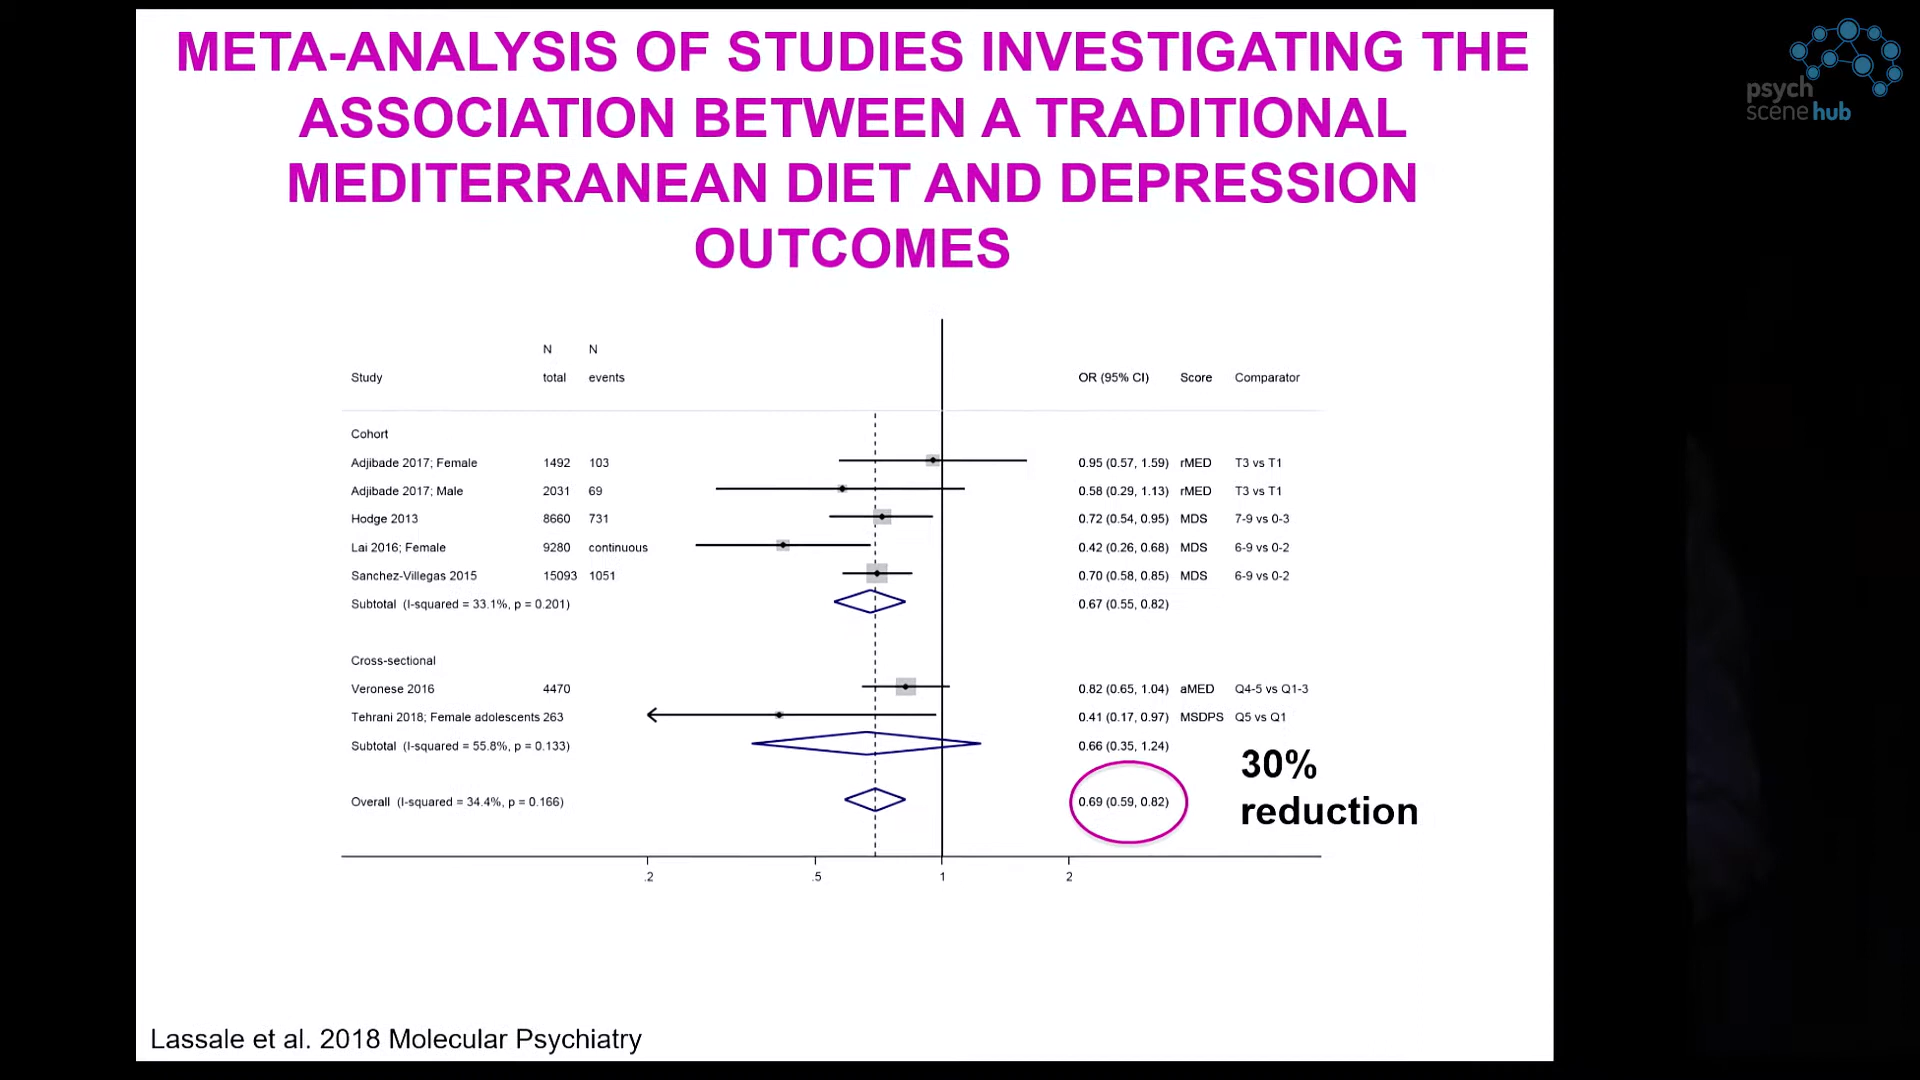 META-ANALYSIS OF STUDIES INVESTIGATING THE
ASSOCIATION BETWEEN A TRADITIONAL
MEDITERRANEAN DIET AND DEPRESSION
OUTCOMES
psych
scene hub
N N
Study total events OR (95% CI) Score Comparator
Cohort
Adjibade 2017; Female 1492 103 0.95 (0.57, 1.59) rMED T3 vs T1
Adjibade 2017; Male 2031 69 0.58 (0.29, 1.13) rMED T3 vs T1
Hodge 2013 8660 731 0.72 (0.54, 0.95) MDS 7-9 vs 0-3
Lai 2016; Female 9280 continuous 0.42 (0.26, 0.68) MDS 6-9 vs 0-2
Sanchez-Villegas 2015 15093 1051 0.70 (0.58, 0.85) MDS 6-9 vs 0-2
Subtotal (I-squared = 33.1%, p = 0.201) 0.67 (0.55, 0.82)
Cross-sectional
Veronese 2016 4470 0.82 (0.65, 1.04) aMED Q4-5 vs Q1-3
Tehrani 2018; Female adolescents 263 0.41 (0.17, 0.97) MSDPS Q5 vs Q1
Subtotal (I-squared = 55.8%, p = 0.133) 0.66 (0.35, 1.24)
Overall (I-squared = 34.4%, p = 0.166) 0.69 (0.59, 0.82)
30%
reduction
.2 .5 1 2
Lassale et al. 2018 Molecular Psychiatry